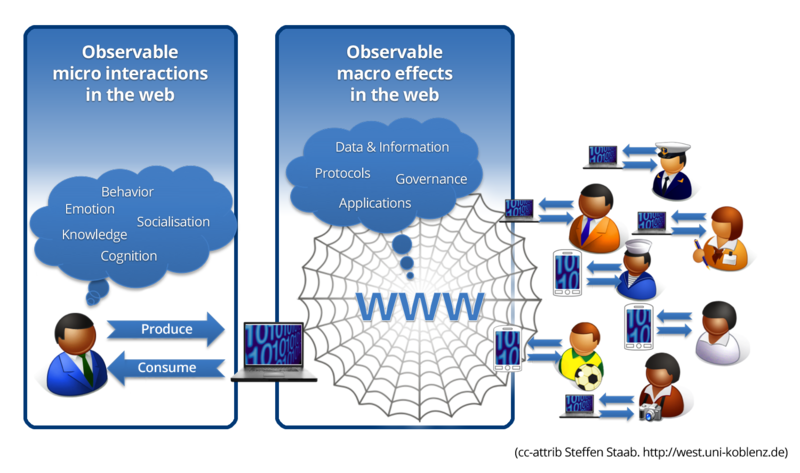 Observable
micro interactions
in the web
Behavior
Emotion
Socialisation
Knowledge
Cognition
Produce
Consume
Observable
macro effects
in the web
Data & Information
Protocols
Governance
Applications
WWW
(cc-attrib Steffen Staab. http://west.uni-koblenz.de)